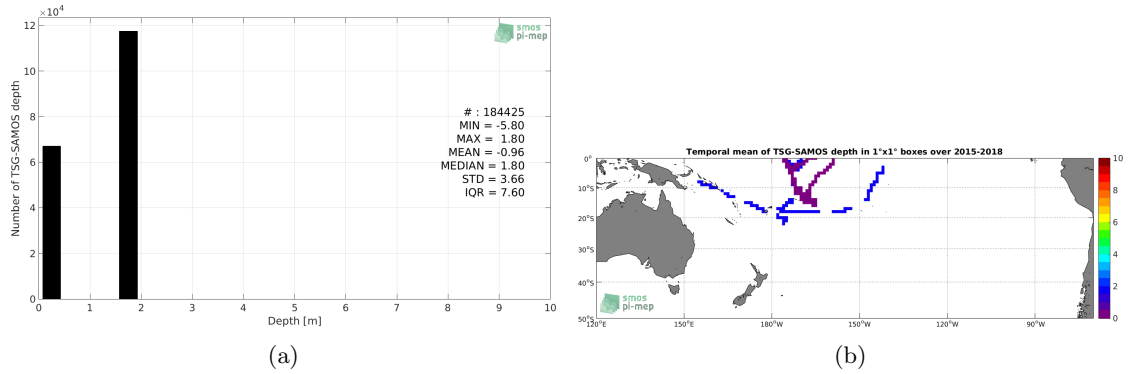 ×10⁴
12
10
8
6
4
2
0
Number of TSG-SAMOS depth
0 1 2 3 4 5 6 7 8 9 10
Depth [m]
smos
pi-mep
# : 184425
MIN = -5.80
MAX = 1.80
MEAN = -0.96
MEDIAN = 1.80
STD = 3.66
IQR = 7.60
(a)
Temporal mean of TSG-SAMOS depth in 1°x1° boxes over 2015-2018
0°
10°S
20°S
30°S
40°S
50°S
120°E 150°E 180°W 150°W 120°W 90°W
smos
pi-mep
10
8
6
4
2
0
(b)